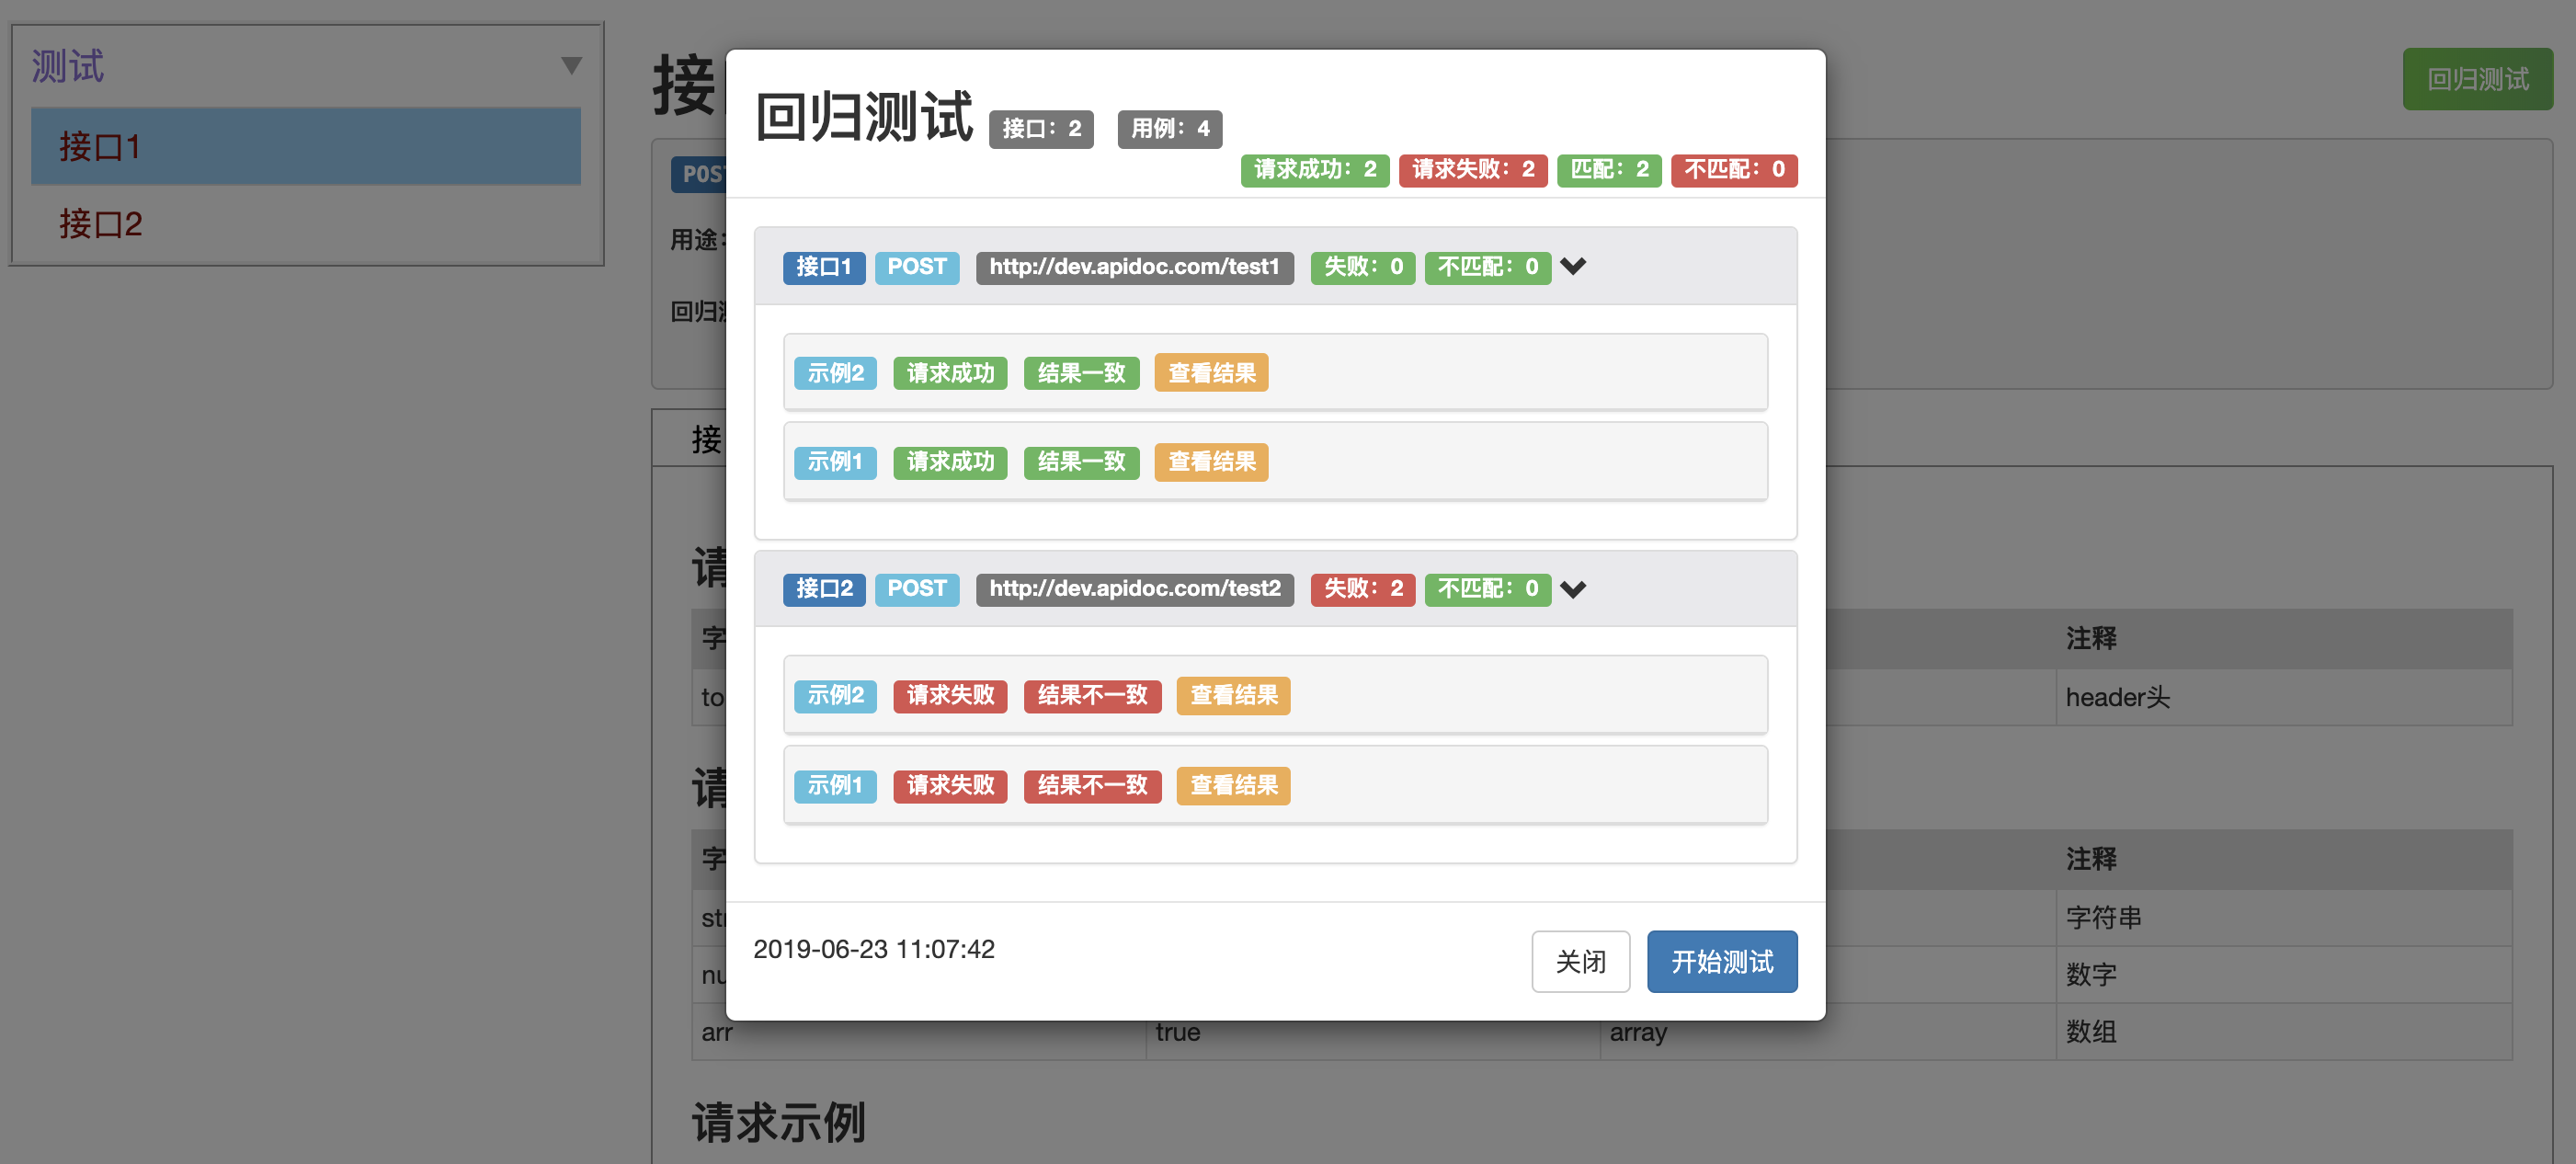 测试
接口1
接口2
接
回归测试
POST
用途:
回归测
回归测试 接口：2 用例：4
请求成功：2 请求失败：2 匹配：2 不匹配：0
接口1 POST http://dev.apidoc.com/test1 失败：0 不匹配：0
示例2 请求成功 结果一致 查看结果
示例1 请求成功 结果一致 查看结果
接口2 POST http://dev.apidoc.com/test2 失败：2 不匹配：0
示例2 请求失败 结果不一致 查看结果
示例1 请求失败 结果不一致 查看结果
2019-06-23 11:07:42 关闭 开始测试
接
请
字 注释
to header头
请
字 注释
str 字符串
nu 数字
arr true array 数组
请求示例